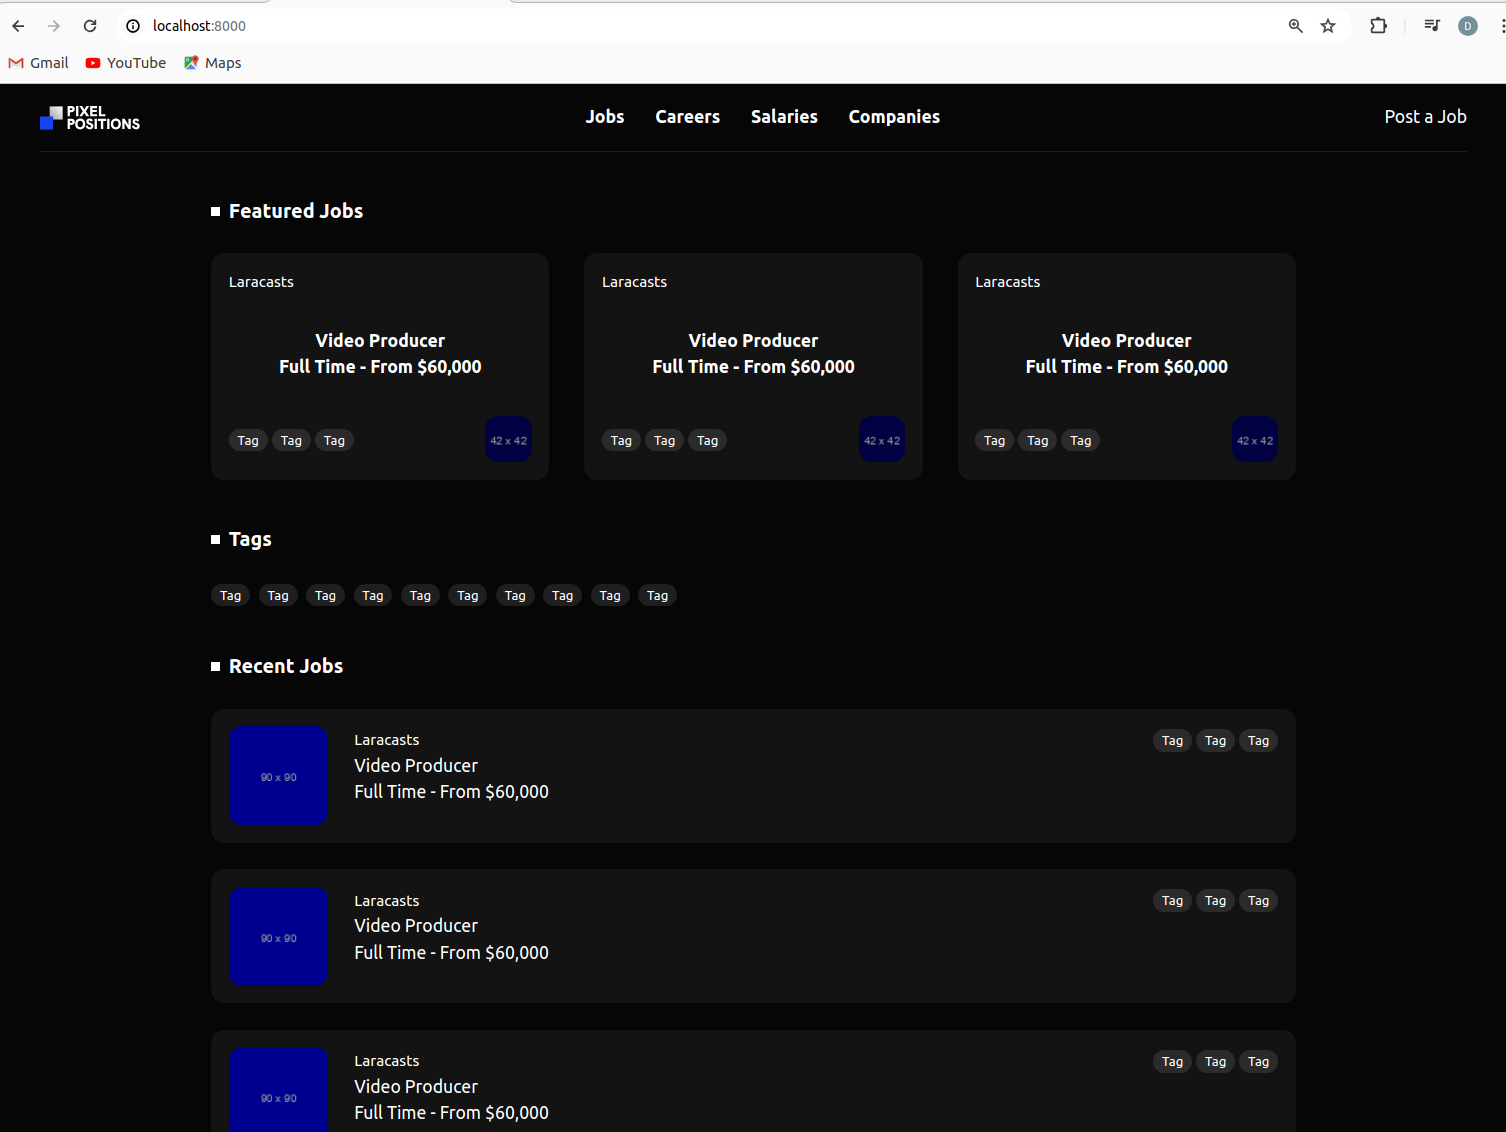 localhost:8000
D
Gmail YouTube Maps
PIXEL
POSITIONS
Jobs Careers Salaries Companies
Post a Job
Featured Jobs
Laracasts
Video Producer
Full Time - From $60,000
Tag Tag Tag
42 x 42
Laracasts
Video Producer
Full Time - From $60,000
Tag Tag Tag
42 x 42
Laracasts
Video Producer
Full Time - From $60,000
Tag Tag Tag
42 x 42
Tags
Tag Tag Tag Tag Tag Tag Tag Tag Tag Tag
Recent Jobs
90 x 90
Laracasts
Video Producer
Full Time - From $60,000
Tag Tag Tag
90 x 90
Laracasts
Video Producer
Full Time - From $60,000
Tag Tag Tag
90 x 90
Laracasts
Video Producer
Full Time - From $60,000
Tag Tag Tag